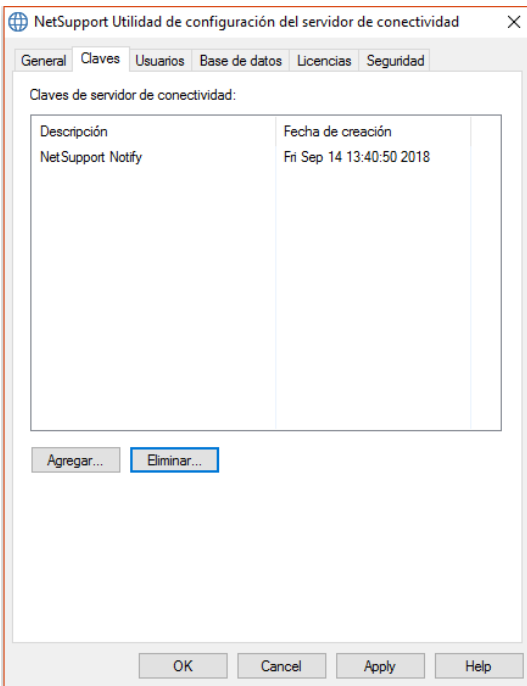 NetSupport Utilidad de configuración del servidor de conectividad
General Claves Usuarios Base de datos Licencias Seguridad
Claves de servidor de conectividad:
Descripción Fecha de creación
NetSupport Notify Fri Sep 14 13:40:50 2018
Agregar... Eliminar...
OK Cancel Apply Help